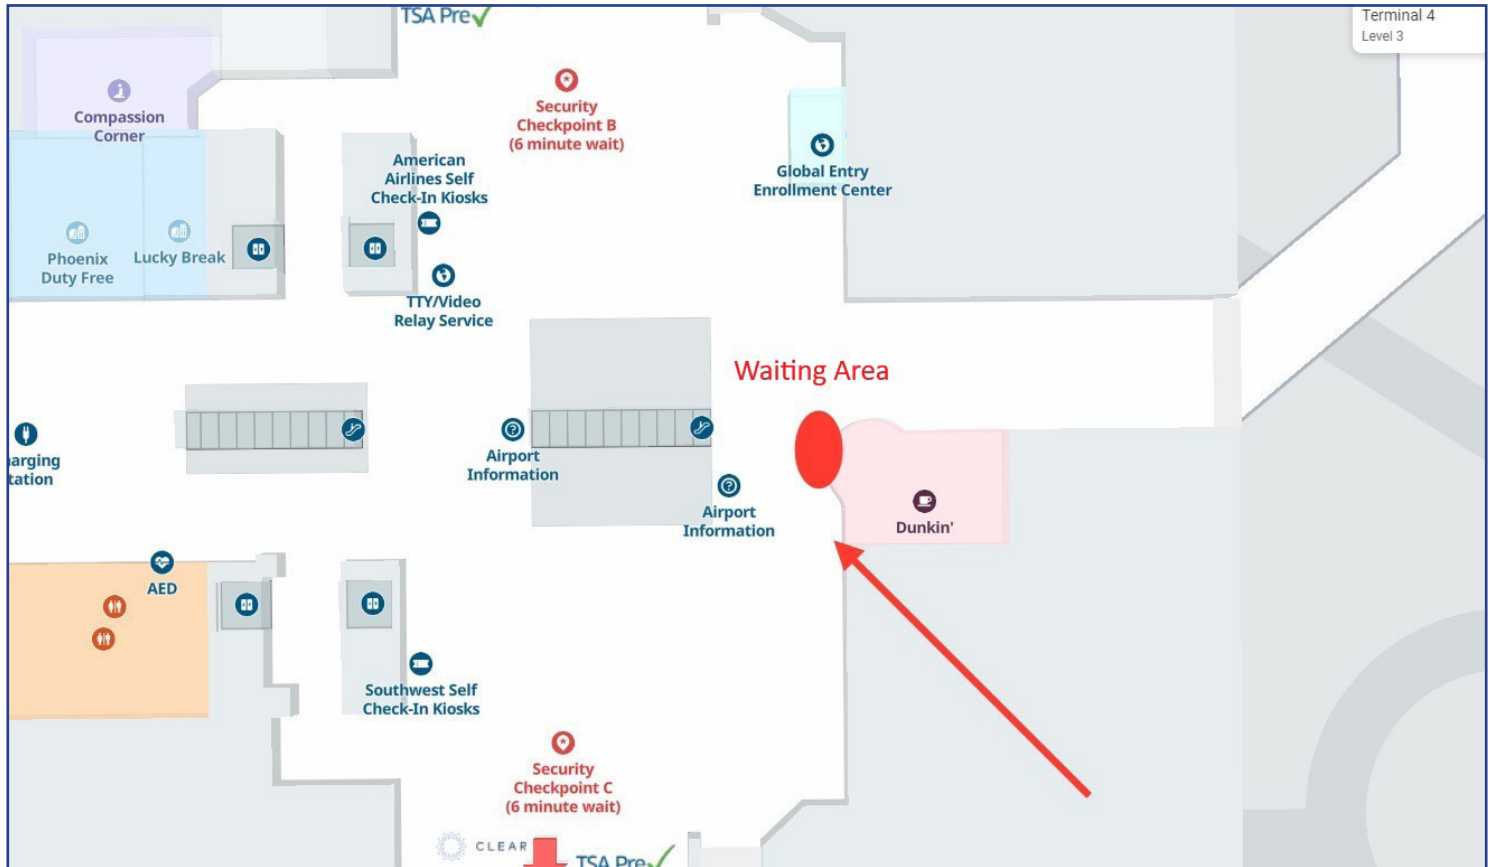 TSA Pre
Terminal 4
Level 3
Compassion
Corner
Security
Checkpoint B
(6 minute wait)
American
Airlines Self
Check-In Kiosks
Global Entry
Enrollment Center
Phoenix
Duty Free
Lucky Break
TTY/Video
Relay Service
Waiting Area
arging
tation
Airport
Information
Airport
Information
Dunkin'
AED
Southwest Self
Check-In Kiosks
Security
Checkpoint C
(6 minute wait)
CLEAR
TSA Pre